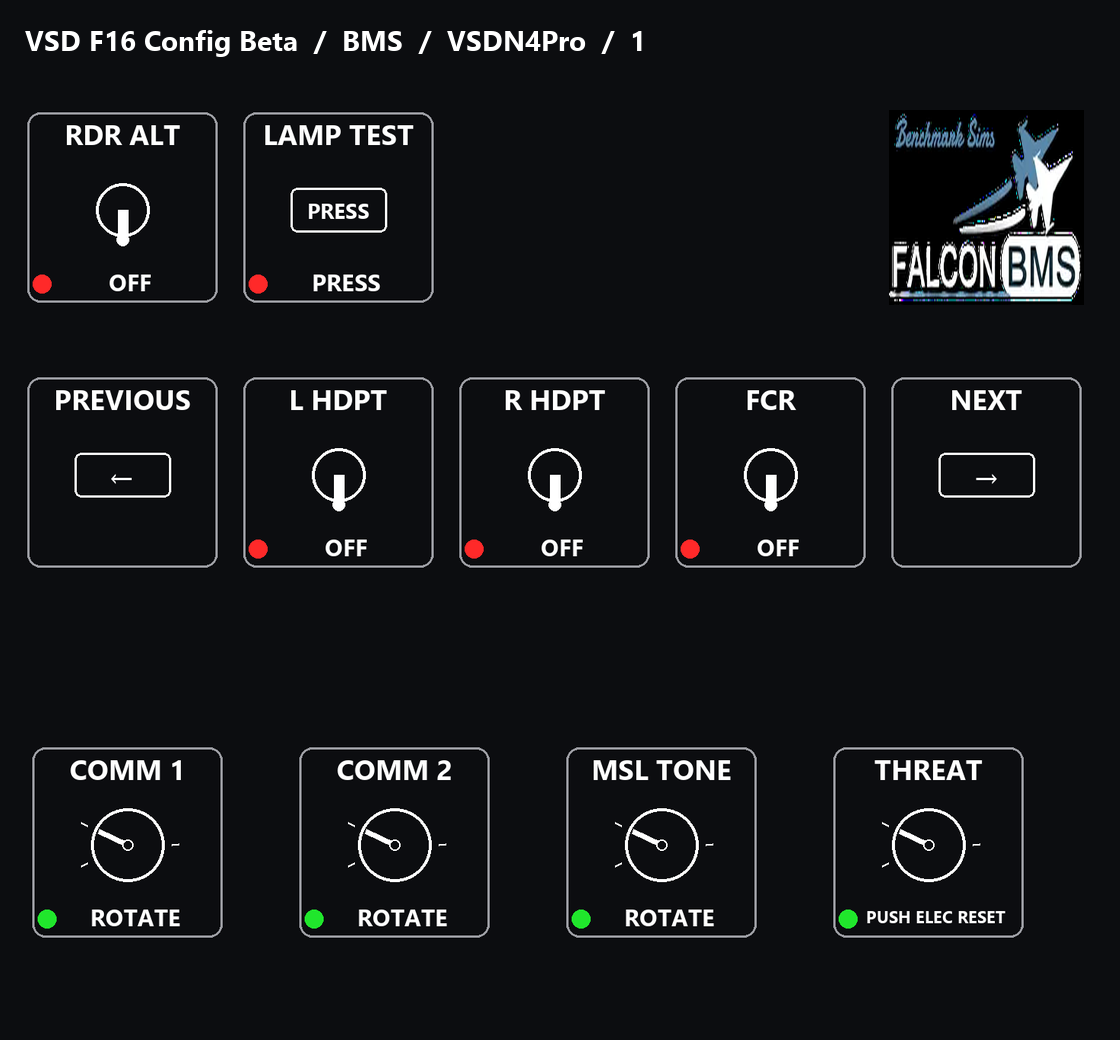 VSD F16 Config Beta / BMS / VSDN4Pro / 1
RDR ALT
OFF
LAMP TEST
PRESS
PRESS
Benchmark Sims
FALCON BMS
PREVIOUS
←
L HDPT
OFF
R HDPT
OFF
FCR
OFF
NEXT
→
COMM 1
ROTATE
COMM 2
ROTATE
MSL TONE
ROTATE
THREAT
PUSH ELEC RESET